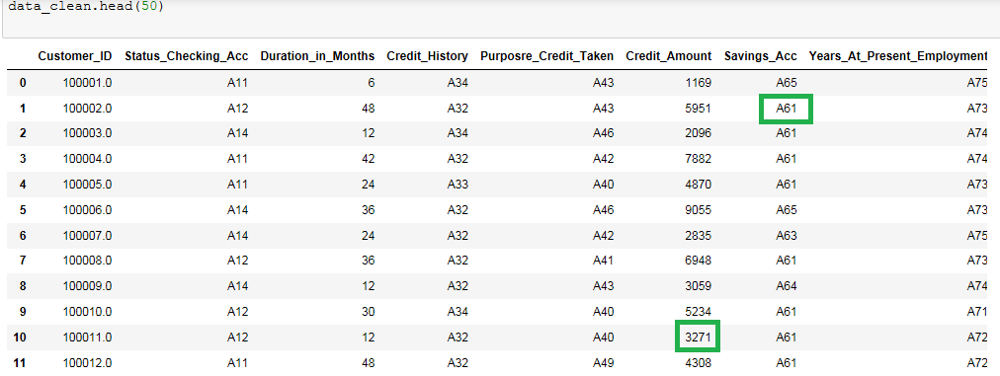 data_clean.head(50)
Customer_ID Status_Checking_Acc Duration_in_Months Credit_History Purposre_Credit_Taken Credit_Amount Savings_Acc Years_At_Present_Employment
0 100001.0 A11 6 A34 A43 1169 A65 A75
1 100002.0 A12 48 A32 A43 5951 A61 A73
2 100003.0 A14 12 A34 A46 2096 A61 A74
3 100004.0 A11 42 A32 A42 7882 A61 A74
4 100005.0 A11 24 A33 A40 4870 A61 A73
5 100006.0 A14 36 A32 A46 9055 A65 A73
6 100007.0 A14 24 A32 A42 2835 A63 A75
7 100008.0 A12 36 A32 A41 6948 A61 A73
8 100009.0 A14 12 A32 A43 3059 A64 A74
9 100010.0 A12 30 A34 A40 5234 A61 A71
10 100011.0 A12 12 A32 A40 3271 A61 A72
11 100012.0 A11 48 A32 A49 4308 A61 A72